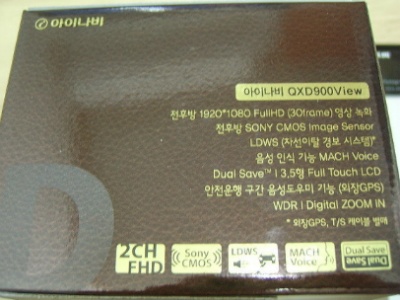 아이나비
아이나비 QXD900View
전후방 1920*1080 FullHD (30frame) 영상 녹화
전후방 SONY CMOS Image Sensor
LDWS (차선이탈 경보 시스템)*
음성 인식 가능 MACH Voice
Dual Save™ | 3.5형 Full Touch LCD
안전운행 구간 음성도우미 기능 (외장GPS)
WDR | Digital ZOOM IN
* 외장GPS, T/S 케이블 별매
D
2CH FHD
Sony CMOS
LDWS
MACH Voice
Dual Save
Dual Save